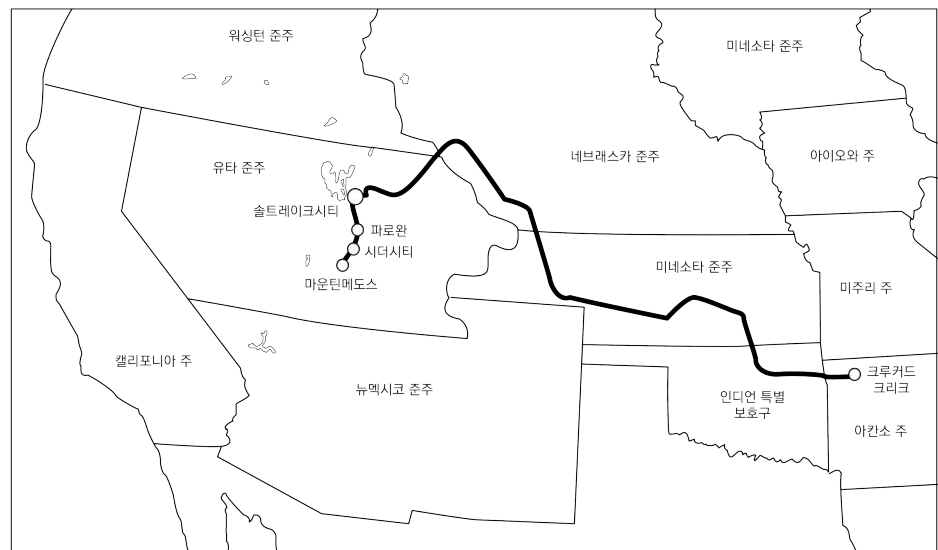 워싱턴 준주
미네소타 준주
네브래스카 준주
아이오와 주
유타 준주
솔트레이크시티
파로완
시더시티
마운틴메도스
미네소타 준주
미주리 주
캘리포니아 주
뉴멕시코 준주
인디언 특별
보호구
크루커드
크리크
아칸소 주